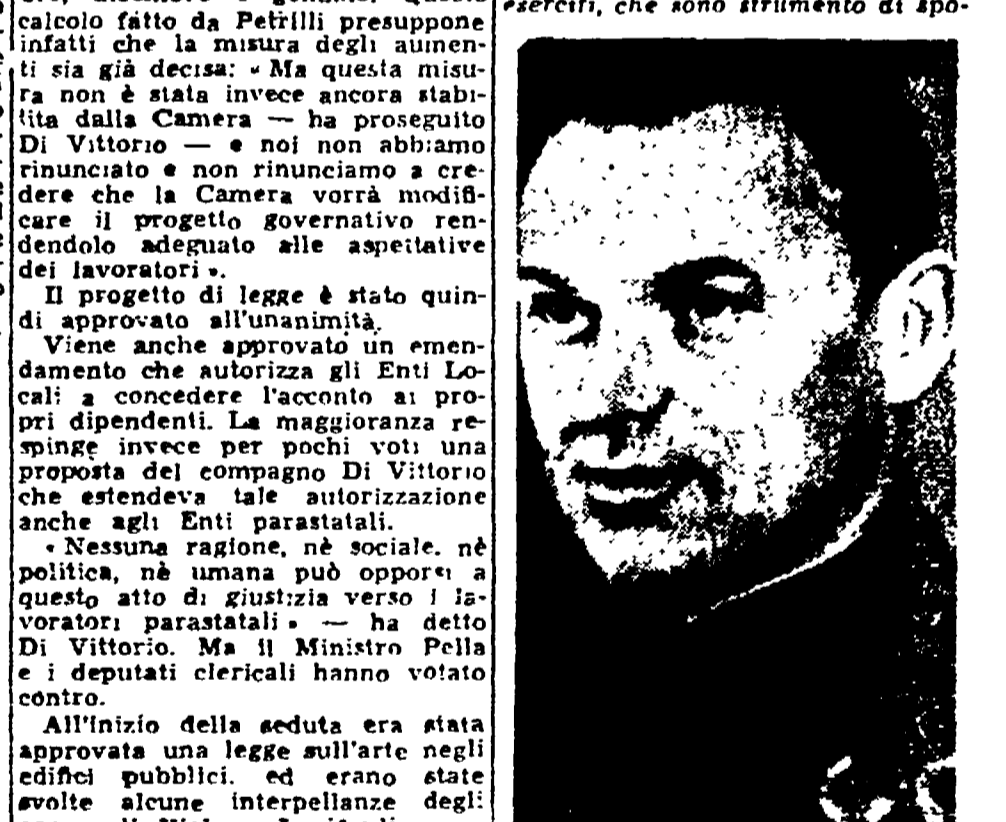 calcolo fatto da Petrilli presuppone
infatti che la misura degli aumen-
ti sia già decisa: « Ma questa misu-
ra non è stata invece ancora stabi-
lita dalla Camera — ha proseguito
Di Vittorio — e noi non abbiamo
rinunciato e non rinunciamo a cre-
dere che la Camera vorrà modifi-
care il progetto governativo ren-
dendolo adeguato alle aspettative
dei lavoratori ».
Il progetto di legge è stato quin-
di approvato all'unanimità.
Viene anche approvato un emen-
damento che autorizza gli Enti Lo-
cali a concedere l'acconto ai pro-
pri dipendenti. La maggioranza re-
spinge invece per pochi voti una
proposta del compagno Di Vittorio
che estendeva tale autorizzazione
anche agli Enti parastatali.
« Nessuna ragione, nè sociale. nè
politica, nè umana può opporsi a
questo atto di giustizia verso i la-
voratori parastatali » — ha detto
Di Vittorio. Ma il Ministro Pella
e i deputati clericali hanno votato
contro.
All'inizio della seduta era stata
approvata una legge sull'arte negli
edifici pubblici. ed erano state
svolte alcune interpellanze degli
eserciti, che sono strumento di spo-